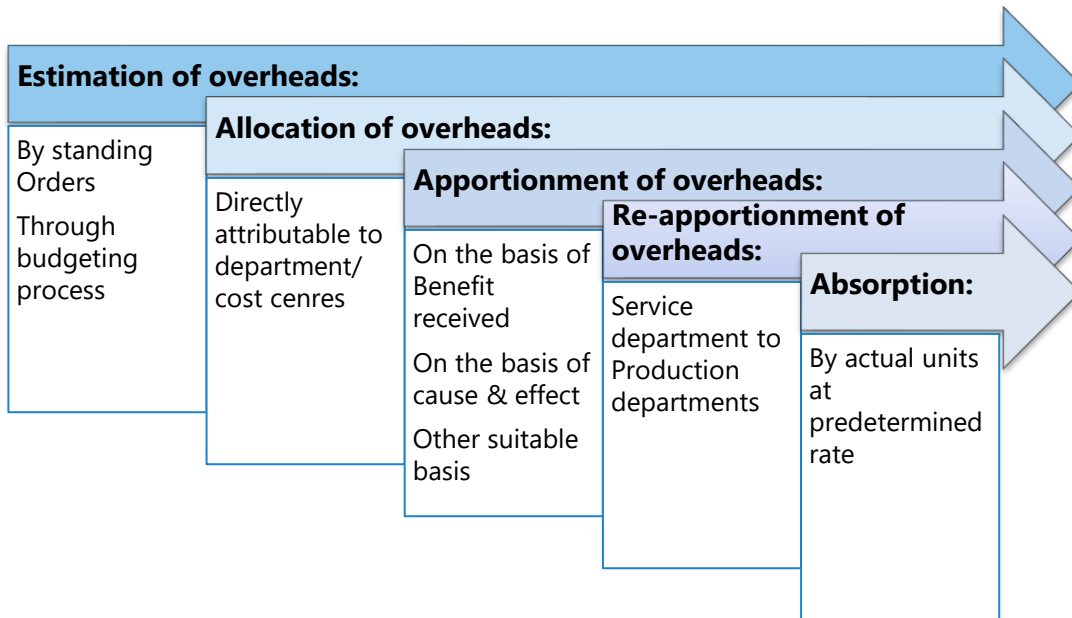 Estimation of overheads:
By standing
Orders
Through
budgeting
process
Allocation of overheads:
Directly
attributable to
department/
cost cenres
Apportionment of overheads:
On the basis of
Benefit
received
On the basis of
cause & effect
Other suitable
basis
Re-apportionment of
overheads:
Service
department to
Production
departments
Absorption:
By actual units
at
predetermined
rate